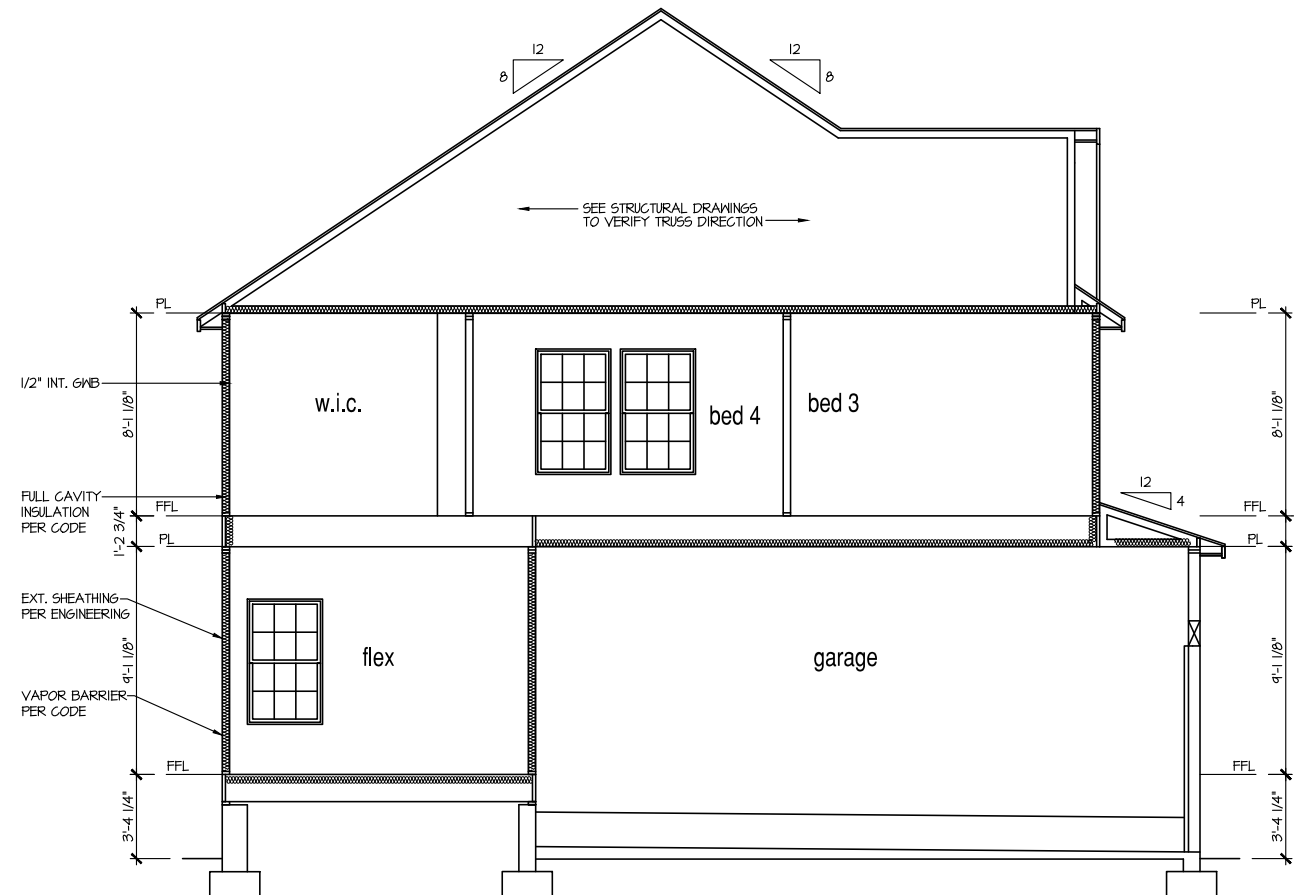 12
12
8
8
SEE STRUCTURAL DRAWINGS
TO VERIFY TRUSS DIRECTION
PL
PL
1/2" INT. GWB
8'-1 1/8"
w.i.c.
bed 4
bed 3
8'-1 1/8"
12
4
FULL CAVITY
INSULATION
PER CODE
FFL
FFL
1'-2 3/4"
PL
PL
EXT. SHEATHING
PER ENGINEERING
9'-1 1/8"
flex
garage
9'-1 1/8"
VAPOR BARRIER
PER CODE
FFL
FFL
3'-4 1/4"
3'-4 1/4"